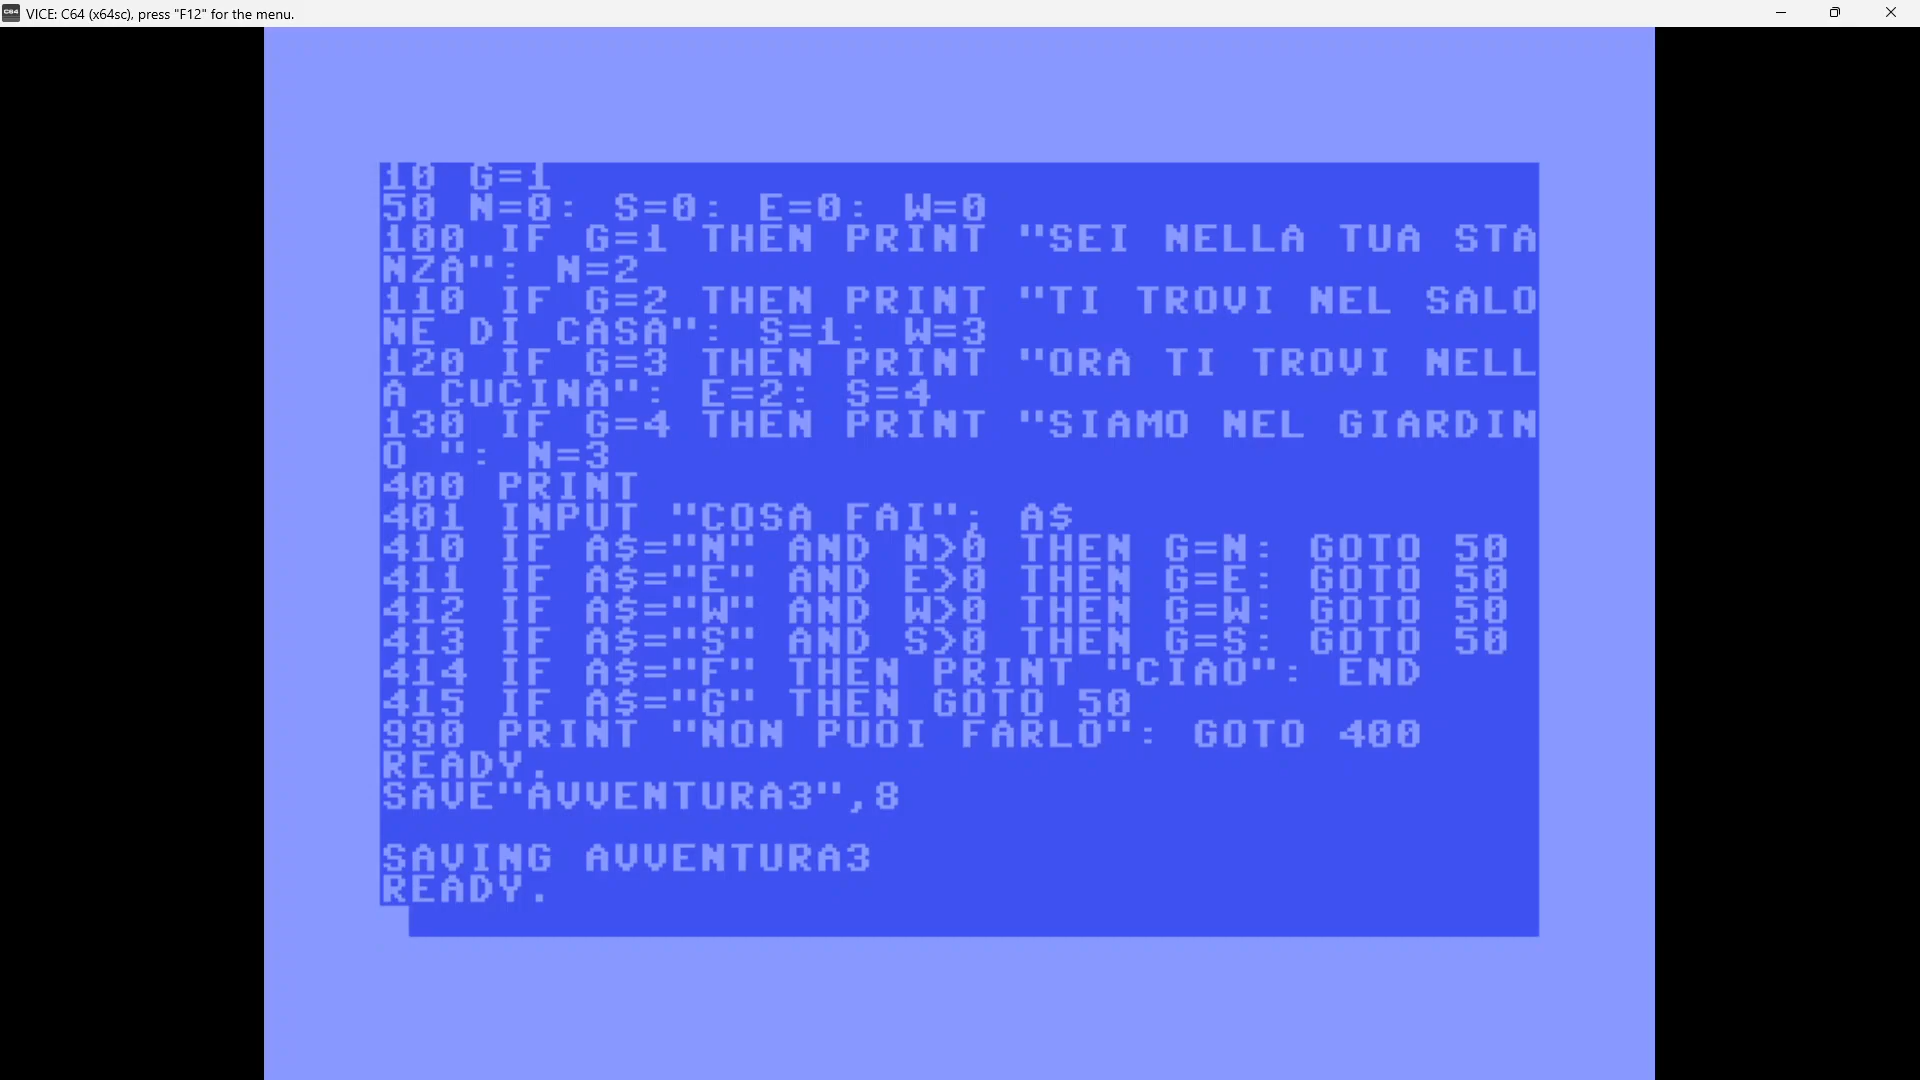 VICE: C64 (x64sc), press "F12" for the menu.
10 G=1
50 N=0: S=0: E=0: W=0
100 IF G=1 THEN PRINT "SEI NELLA TUA STA
NZA": N=2
110 IF G=2 THEN PRINT "TI TROVI NEL SALO
NE DI CASA": S=1: W=3
120 IF G=3 THEN PRINT "ORA TI TROVI NELL
A CUCINA": E=2: S=4
130 IF G=4 THEN PRINT "SIAMO NEL GIARDIN
O ": N=3
400 PRINT
401 INPUT "COSA FAI"; A$
410 IF A$="N" AND N>0 THEN G=N: GOTO 50
411 IF A$="E" AND E>0 THEN G=E: GOTO 50
412 IF A$="W" AND W>0 THEN G=W: GOTO 50
413 IF A$="S" AND S>0 THEN G=S: GOTO 50
414 IF A$="F" THEN PRINT "CIAO": END
415 IF A$="G" THEN GOTO 50
990 PRINT "NON PUOI FARLO": GOTO 400
READY.
SAVE"AVVENTURA3",8
SAVING AVVENTURA3
READY.